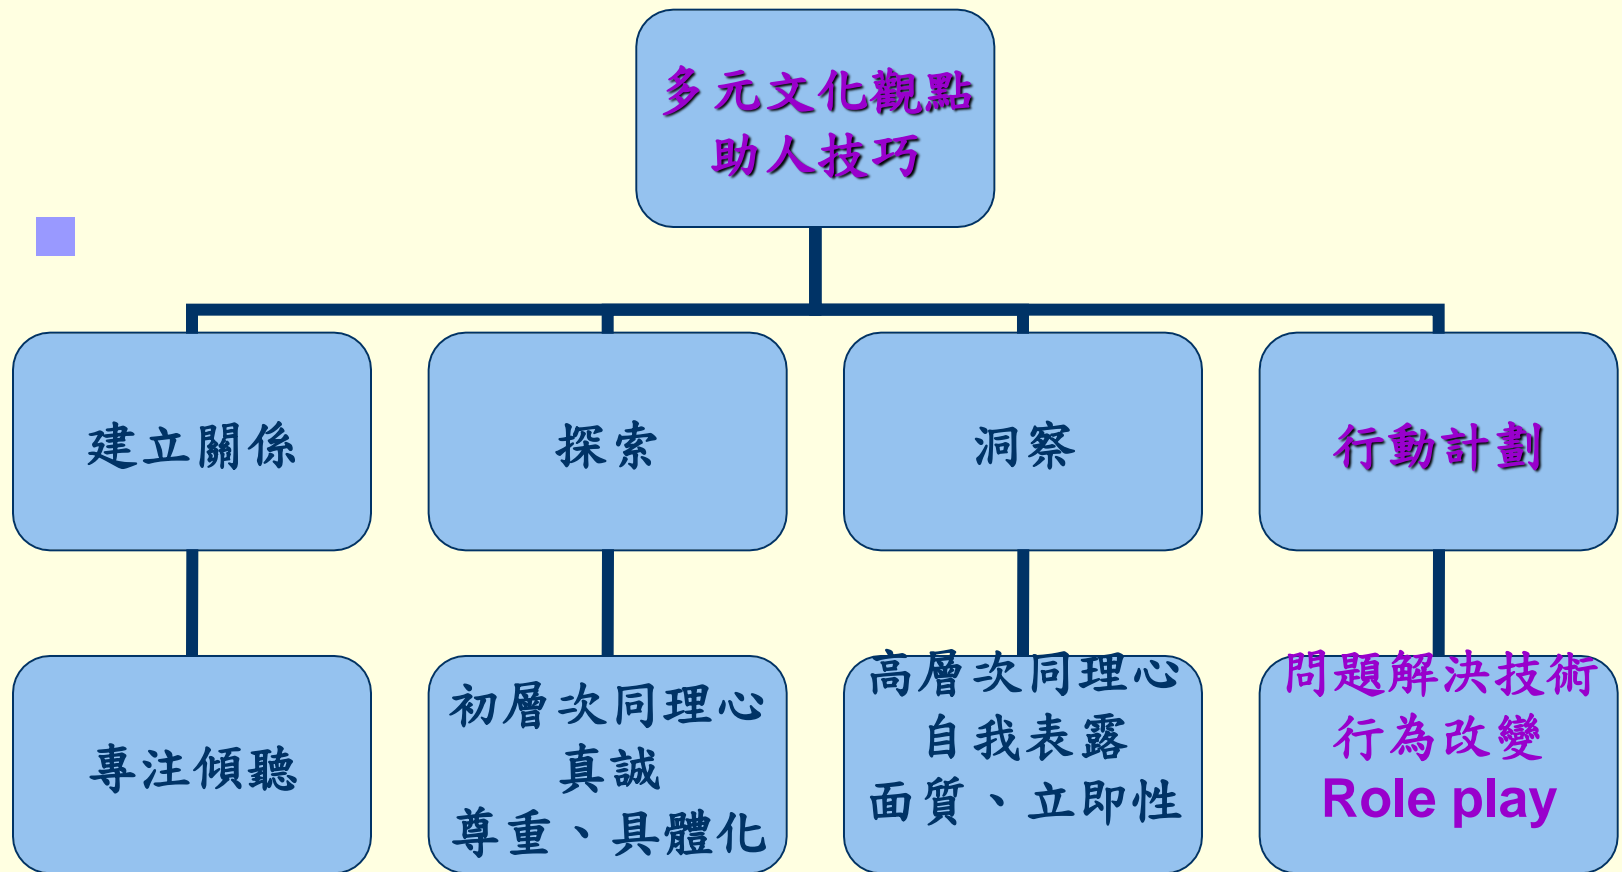 多元文化觀點
助人技巧
建立關係
探索
洞察
行動計劃
專注傾聽
初層次同理心
真誠
尊重、具體化
高層次同理心
自我表露
面質、立即性
問題解決技術
行為改變
Role play